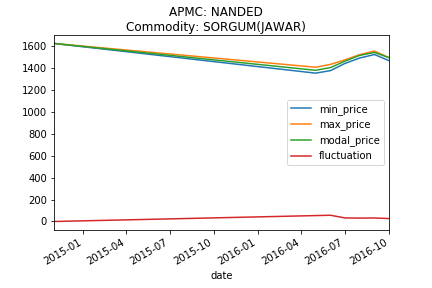 APMC: NANDED
Commodity: SORGUM(JAWAR)
1600
1400
1200
1000
800
600
400
200
0
min_price
max_price
modal_price
fluctuation
2015-01
2015-04
2015-07
2015-10
2016-01
2016-04
2016-07
2016-10
date